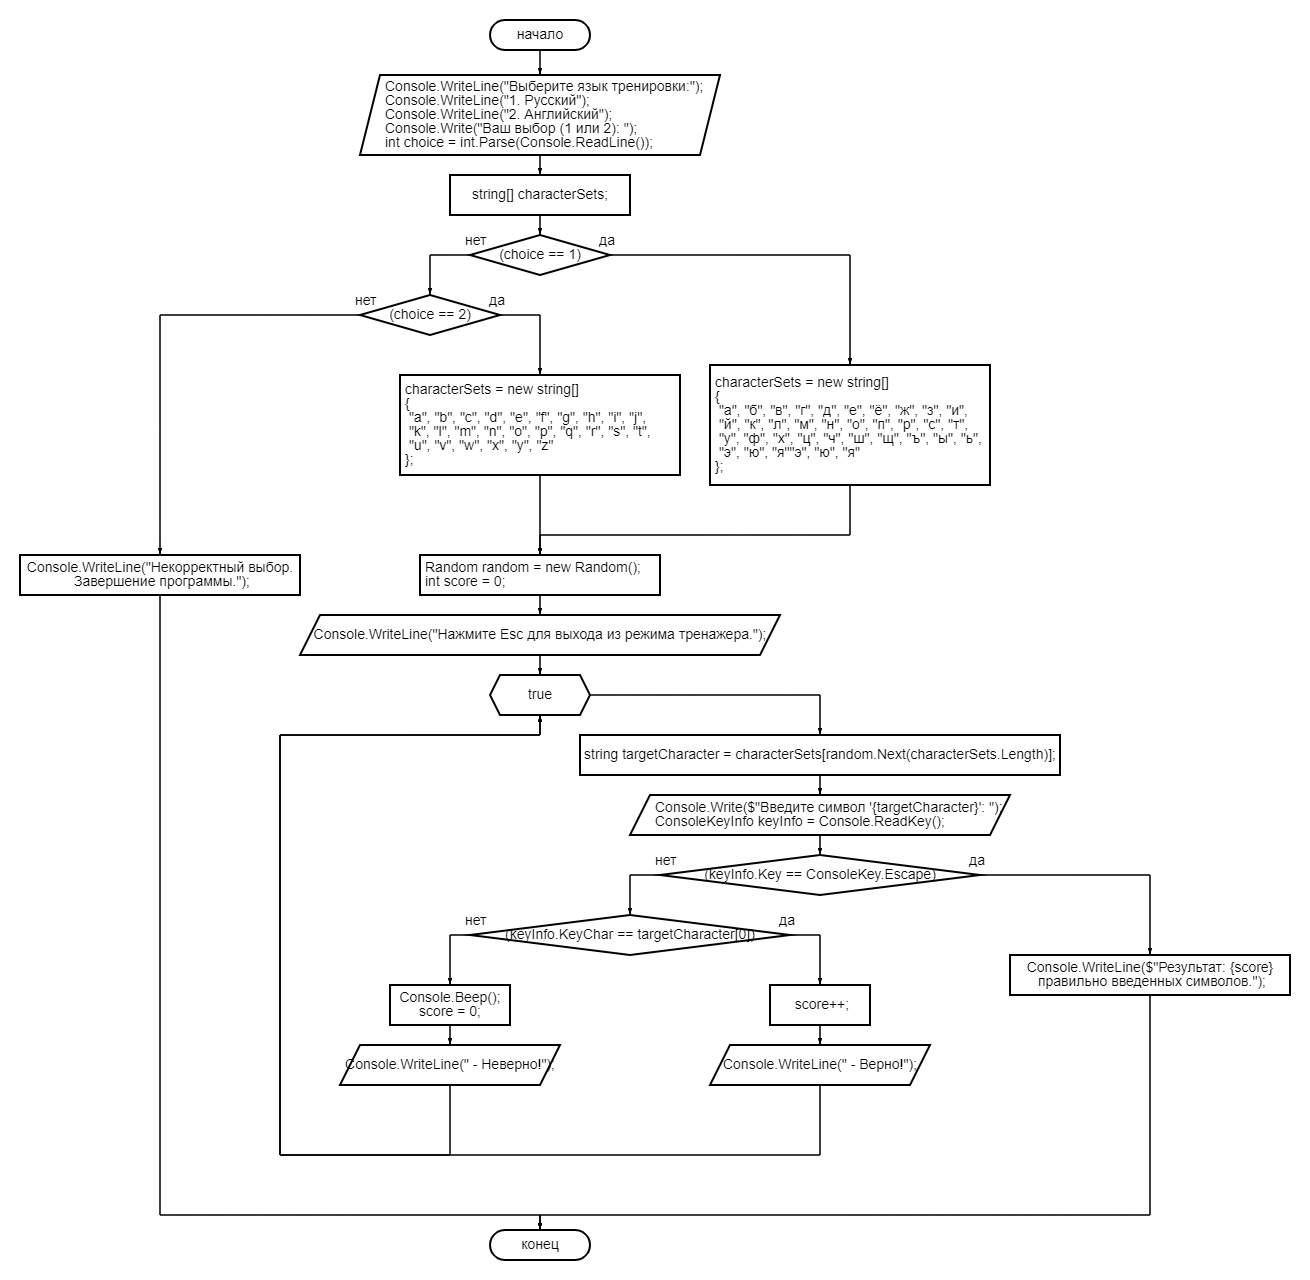 начало
Console.WriteLine("Выберите язык тренировки:");
Console.WriteLine("1. Русский");
Console.WriteLine("2. Английский");
Console.Write("Ваш выбор (1 или 2): ");
int choice = int.Parse(Console.ReadLine());
string[] characterSets;
нет
да
(choice == 1)
нет
да
(choice == 2)
characterSets = new string[]
{
"a", "b", "c", "d", "e", "f", "g", "h", "i", "j",
"k", "l", "m", "n", "o", "p", "q", "r", "s", "t",
"u", "v", "w", "x", "y", "z"
};
characterSets = new string[]
{
"а", "б", "в", "г", "д", "е", "ё", "ж", "з", "и",
"й", "к", "л", "м", "н", "о", "п", "р", "с", "т",
"у", "ф", "х", "ц", "ч", "ш", "щ", "ъ", "ы", "ь",
"э", "ю", "я""э", "ю", "я"
};
Console.WriteLine("Некорректный выбор.
Завершение программы.");
Random random = new Random();
int score = 0;
Console.WriteLine("Нажмите Esc для выхода из режима тренажера.");
true
string targetCharacter = characterSets[random.Next(characterSets.Length)];
Console.Write($"Введите символ '{targetCharacter}': ");
ConsoleKeyInfo keyInfo = Console.ReadKey();
нет
да
(keyInfo.Key == ConsoleKey.Escape)
нет
да
(keyInfo.KeyChar == targetCharacter[0])
Console.WriteLine($"Результат: {score}
правильно введенных символов.");
Console.Beep();
score = 0;
score++;
Console.WriteLine(" - Неверно!");
Console.WriteLine(" - Верно!");
конец